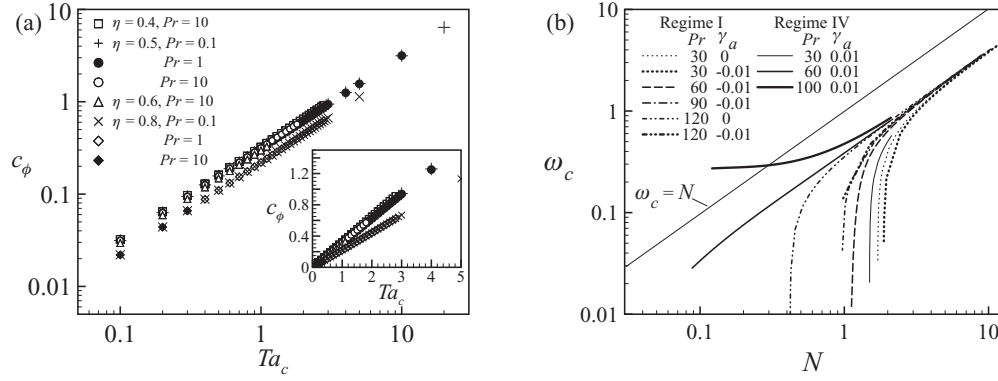 (a)
10
1
0.1
0.01
c_ϕ
η = 0.4, Pr = 10
η = 0.5, Pr = 0.1
Pr = 1
10
η = 0.6, Pr = 10
η = 0.8, Pr = 0.1
Pr = 1
Pr = 10
c_ϕ
1.2
0.8
0.4
0
0 1 2 3 4 5
Ta_c
0.1 1 10
Ta_c
(b)
10
1
0.1
0.01
ω_c
Regime I Regime IV
Pr γ_a Pr γ_a
30 0 30 0.01
30 -0.01 60 0.01
60 -0.01 100 0.01
90 -0.01
120 0
120 -0.01
ω_c = N
0.1 1 10
N